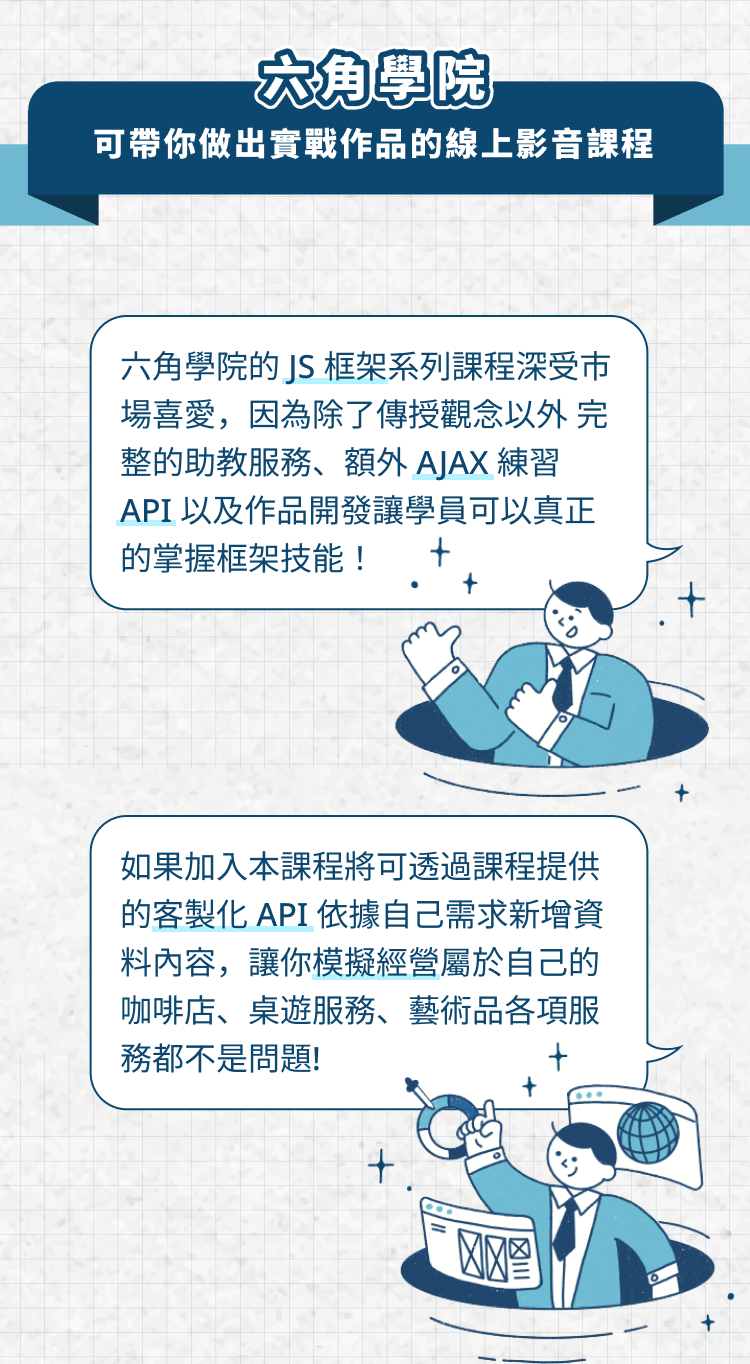 六角學院
可帶你做出實戰作品的線上影音課程
六角學院的 JS 框架系列課程深受市
場喜愛，因為除了傳授觀念以外 完
整的助教服務、額外 AJAX 練習
API 以及作品開發讓學員可以真正
的掌握框架技能！
如果加入本課程將可透過課程提供
的客製化 API 依據自己需求新增資
料內容，讓你模擬經營屬於自己的
咖啡店、桌遊服務、藝術品各項服
務都不是問題!